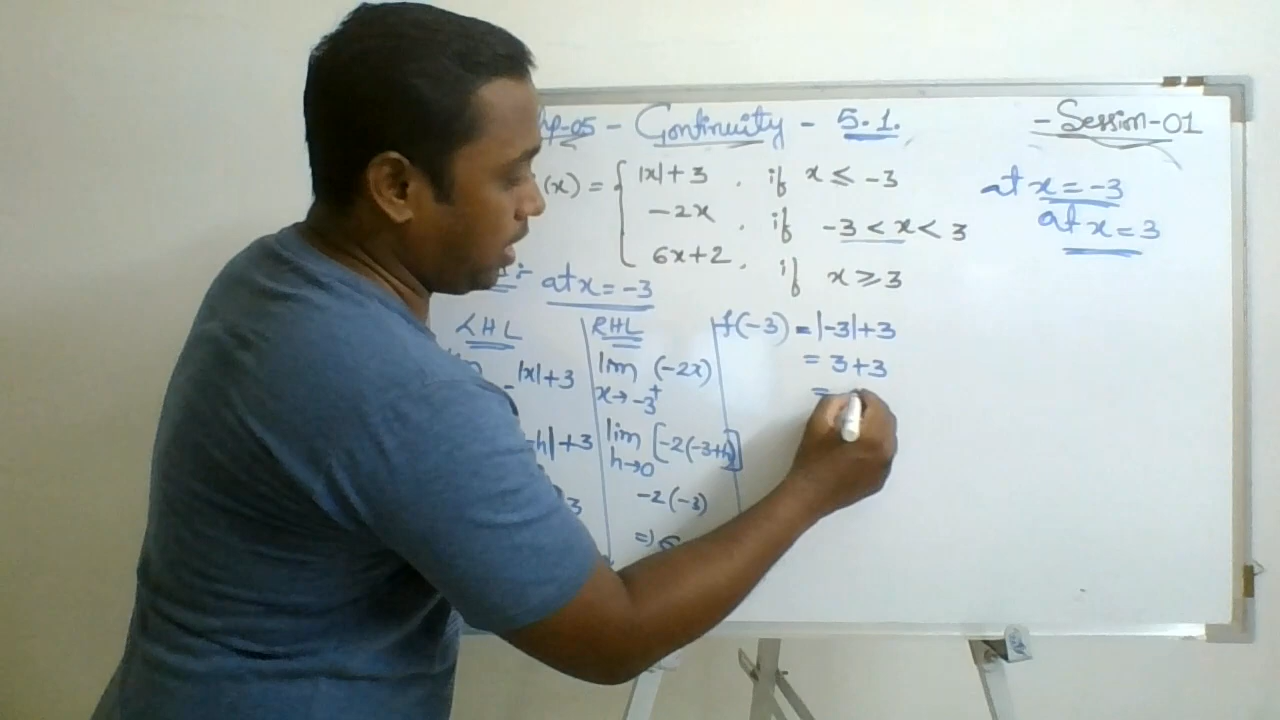 -05 - Continuity - 5.1. - Session-01
(x) = { |x|+3 , if x ≤ -3
-2x , if -3 < x < 3
6x+2 , if x ≥ 3
at x = -3
at x = 3
at x = -3
LHL
|x|+3
-h|+3
3
RHL
lim (-2x)
x→-3⁺
lim [-2(-3+h)]
h→0
-2(-3)
=) 6
f(-3) = |-3|+3
= 3+3
=